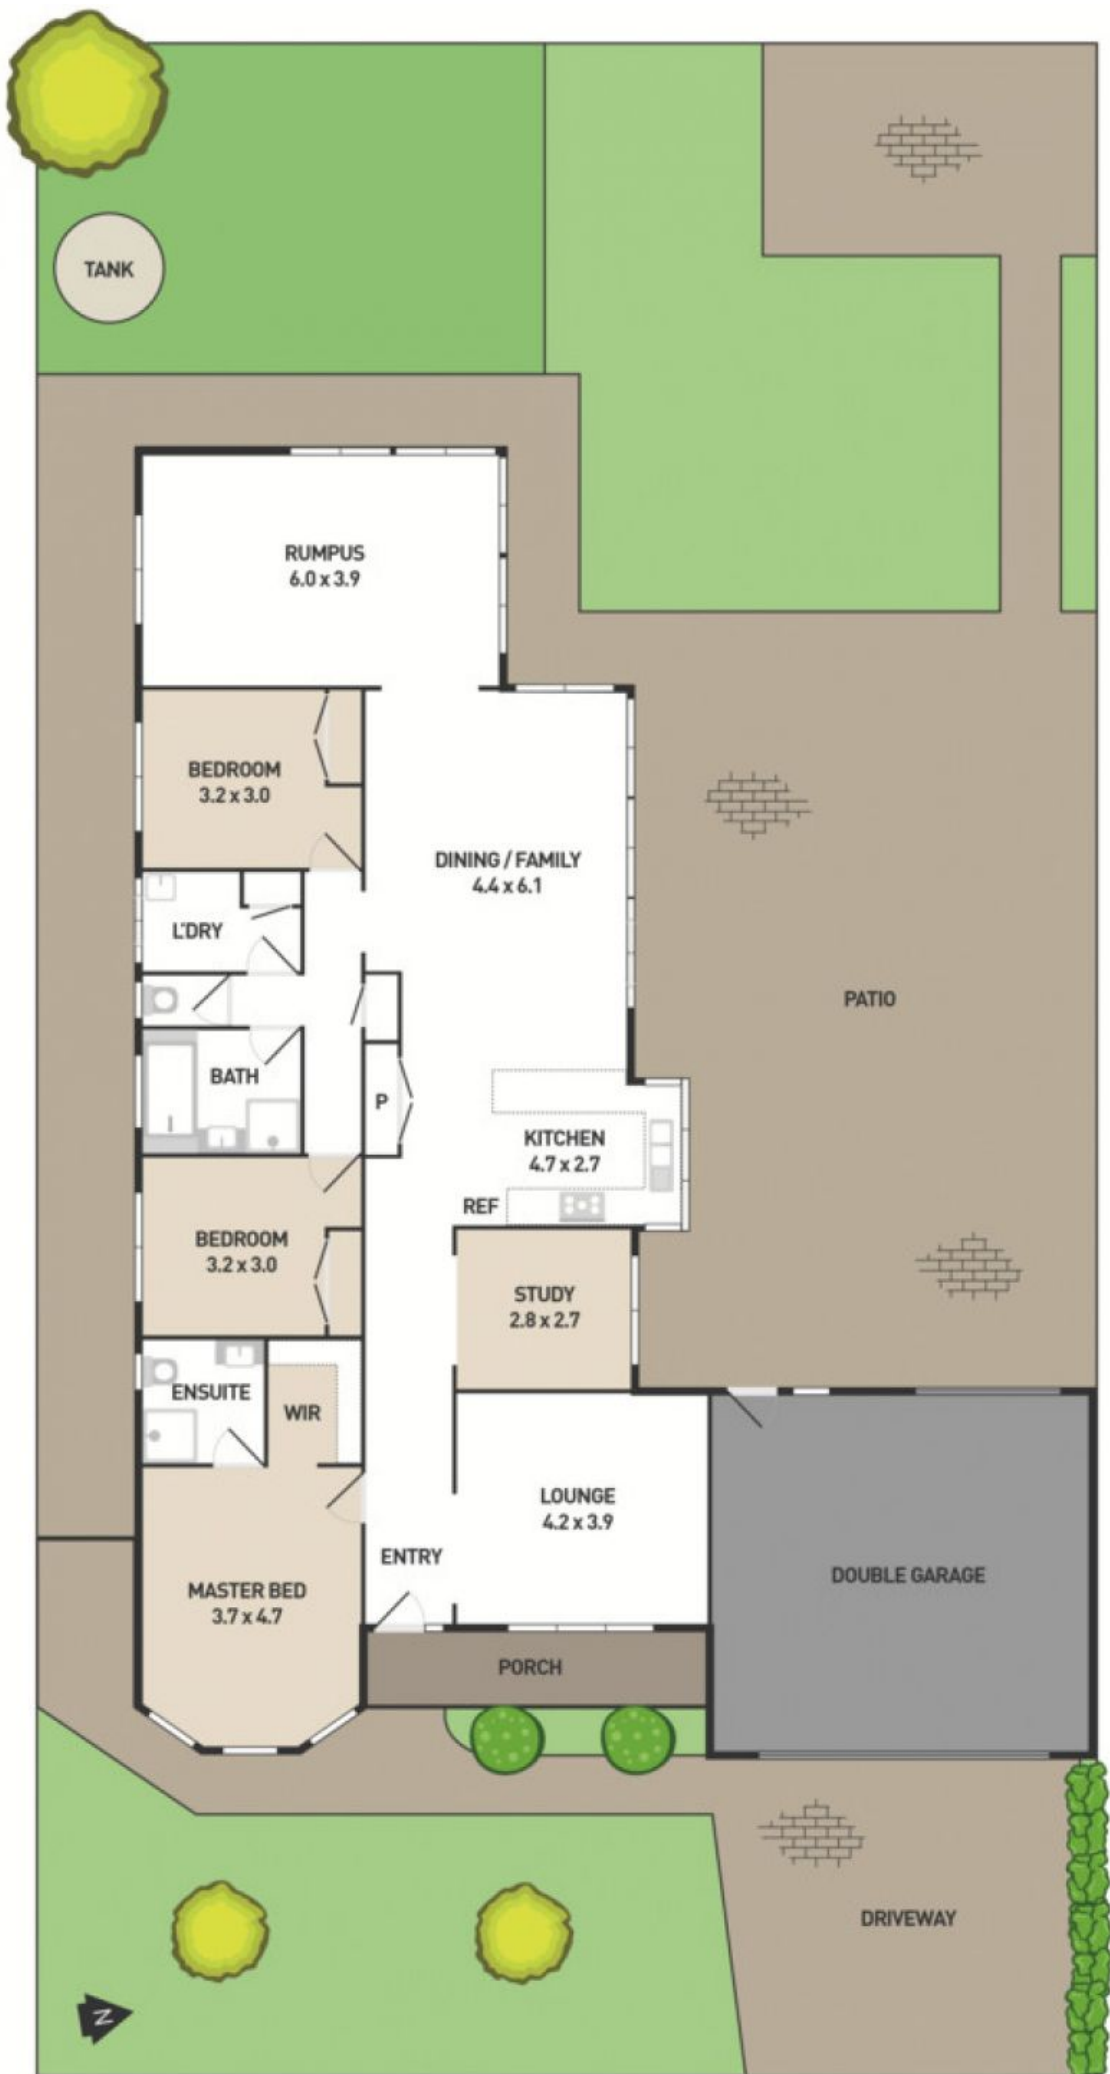 TANK
RUMPUS
6.0 x 3.9
BEDROOM
3.2 x 3.0
DINING / FAMILY
4.4 x 6.1
L'DRY
PATIO
BATH
P
KITCHEN
4.7 x 2.7
REF
BEDROOM
3.2 x 3.0
STUDY
2.8 x 2.7
ENSUITE
WIR
LOUNGE
4.2 x 3.9
ENTRY
DOUBLE GARAGE
MASTER BED
3.7 x 4.7
PORCH
DRIVEWAY
N